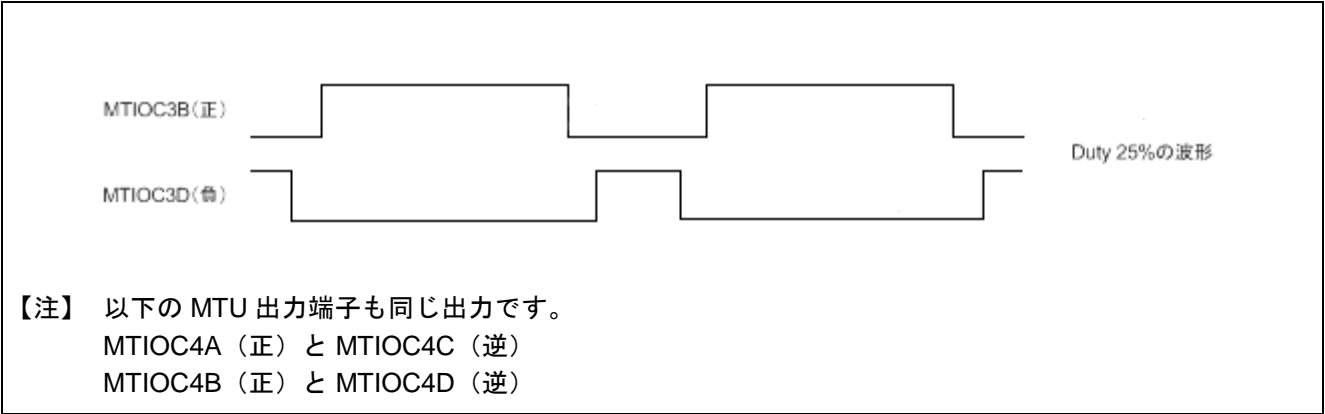 MTIOC3B(正)
Duty 25%の波形
MTIOC3D(負)
【注】 以下の MTU 出力端子も同じ出力です。
MTIOC4A（正）と MTIOC4C（逆）
MTIOC4B（正）と MTIOC4D（逆）